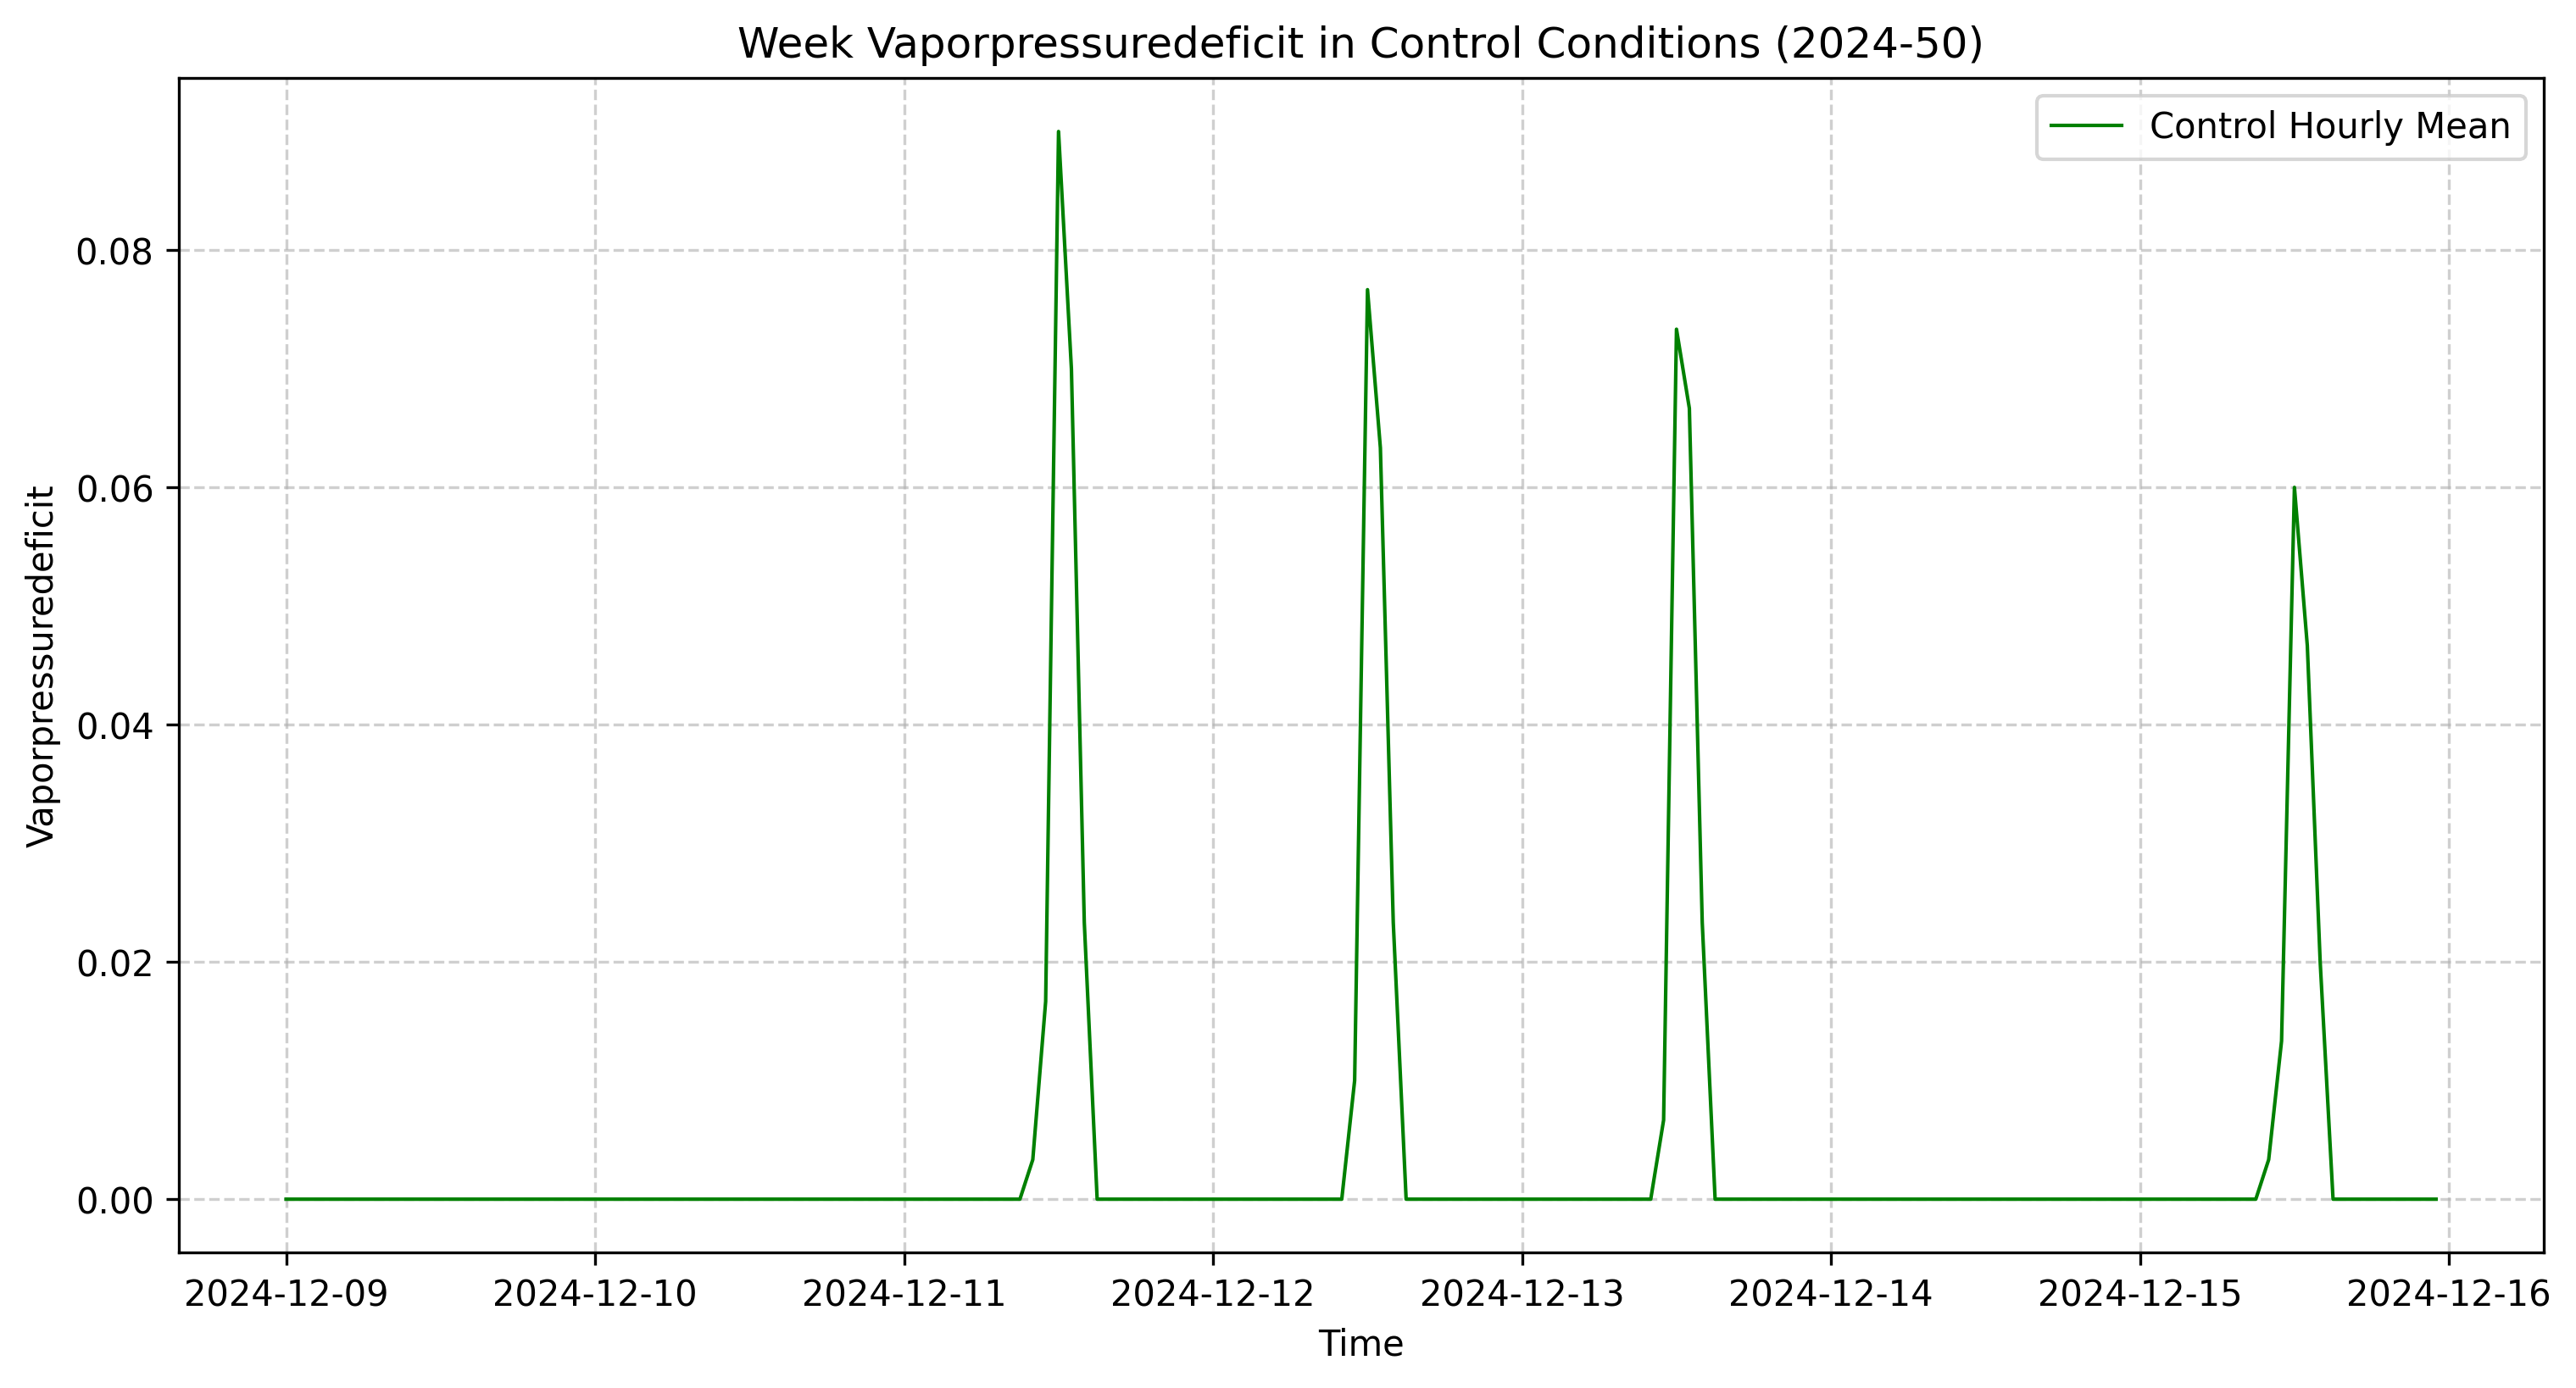 Week Vaporpressuredeficit in Control Conditions (2024-50)
Control Hourly Mean
Vaporpressuredeficit
0.08
0.06
0.04
0.02
0.00
2024-12-09 2024-12-10 2024-12-11 2024-12-12 2024-12-13 2024-12-14 2024-12-15 2024-12-16
Time